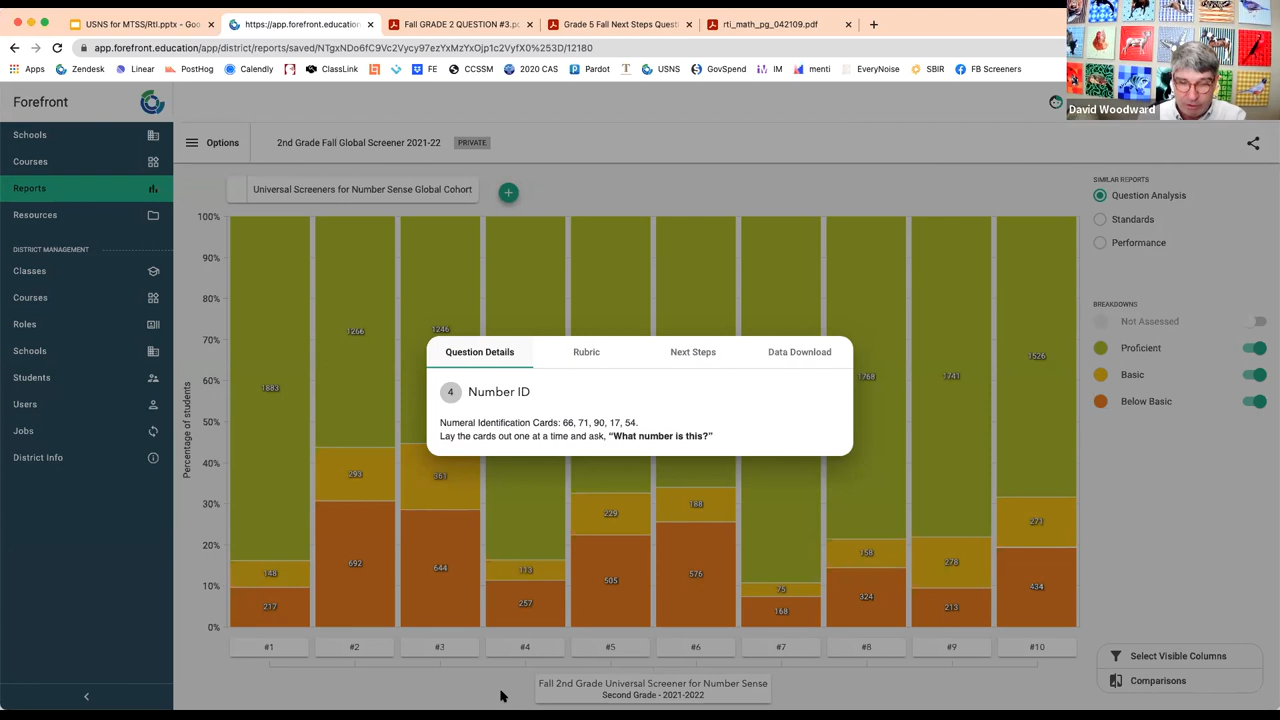 USNS for MTSS/RtI.pptx - Goo
https://app.forefront.education
Fall GRADE 2 QUESTION #3.pd
Grade 5 Fall Next Steps Questi
rti_math_pg_042109.pdf
app.forefront.education/app/district/reports/saved/NTgxNDo6fC9Vc2Vycy97ezYxMzYxOjp1c2VyfX0%253D/12180
Apps
Zendesk
Linear
PostHog
Calendly
ClassLink
FE
CCSSM
2020 CAS
Pardot
USNS
GovSpend
IM
menti
EveryNoise
SBIR
FB Screeners
David Woodward
Forefront
Schools
Courses
Reports
Resources
DISTRICT MANAGEMENT
Classes
Courses
Roles
Schools
Students
Users
Jobs
District Info
Options
2nd Grade Fall Global Screener 2021-22
PRIVATE
Universal Screeners for Number Sense Global Cohort
Percentage of students
100%
90%
80%
70%
60%
50%
40%
30%
20%
10%
0%
1883
148
217
1266
293
692
1246
361
644
113
257
229
505
188
576
75
168
1768
158
324
1741
278
213
1526
271
434
Question Details
Rubric
Next Steps
Data Download
4 Number ID
Numeral Identification Cards: 66, 71, 90, 17, 54.
Lay the cards out one at a time and ask, “What number is this?”
#1
#2
#3
#4
#5
#6
#7
#8
#9
#10
Fall 2nd Grade Universal Screener for Number Sense
Second Grade - 2021-2022
SIMILAR REPORTS
Question Analysis
Standards
Performance
BREAKDOWNS
Not Assessed
Proficient
Basic
Below Basic
Select Visible Columns
Comparisons